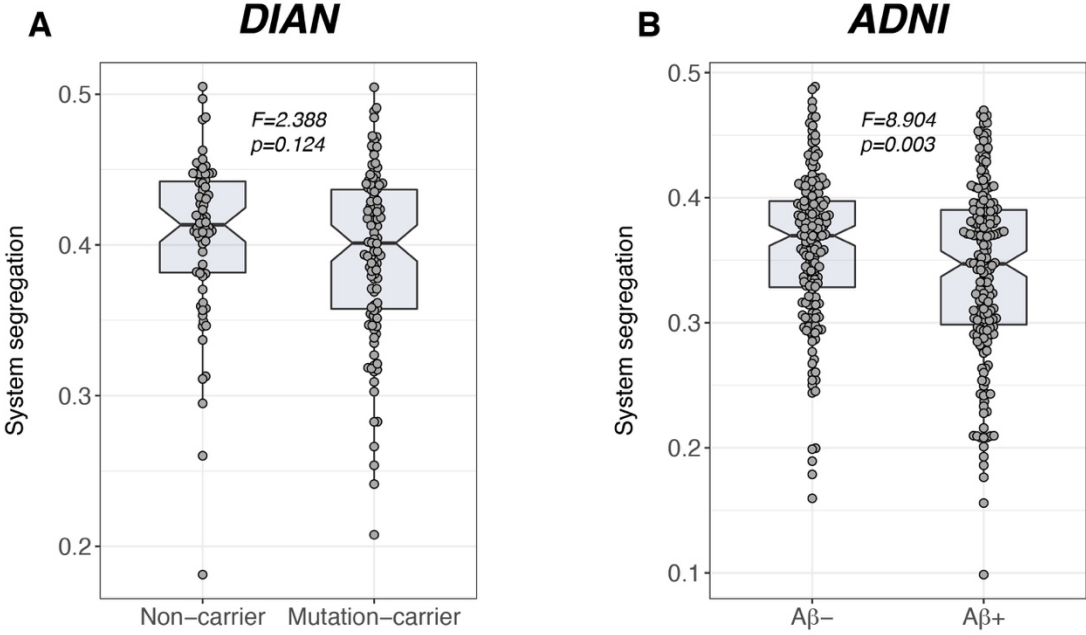 A
DIAN
System segregation
0.5
0.4
0.3
0.2
F=2.388
p=0.124
Non−carrier
Mutation−carrier
B
ADNI
System segregation
0.5
0.4
0.3
0.2
0.1
F=8.904
p=0.003
Aβ−
Aβ+